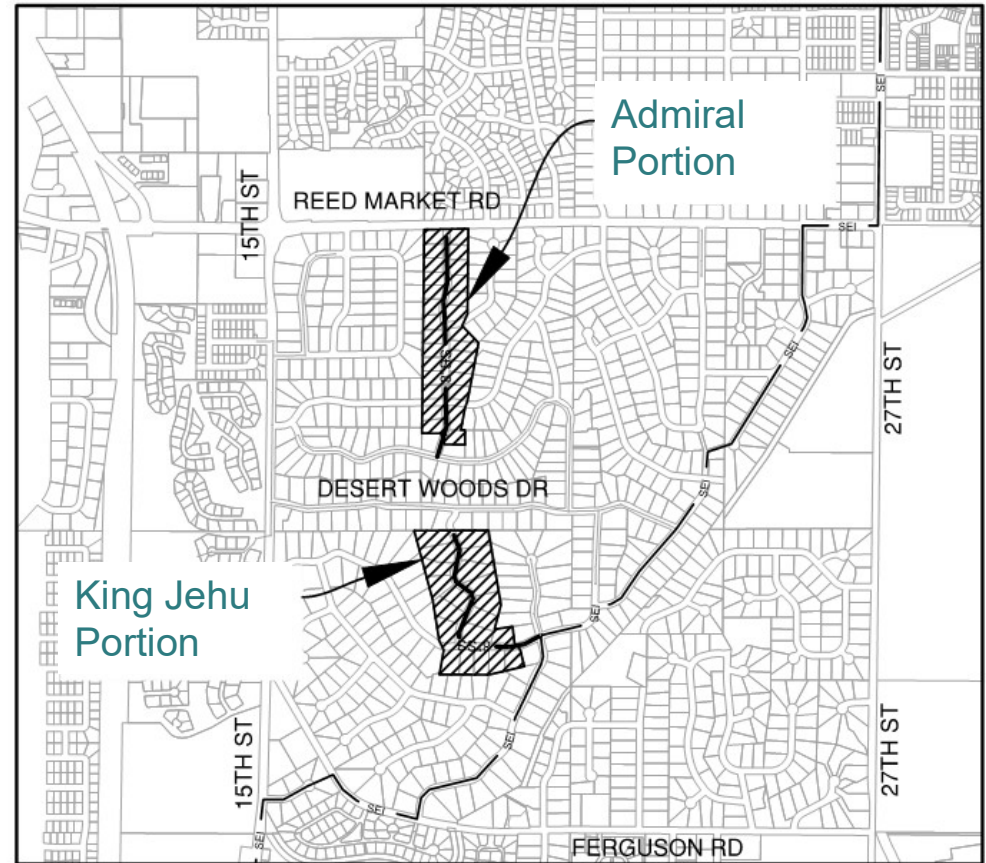 SEI
Admiral
Portion
REED MARKET RD
15TH ST
SEI
SEI
27TH ST
DESERT WOODS DR
SEI
King Jehu
Portion
SEI
SEI
15TH ST
27TH ST
SEI
SEI
FERGUSON RD